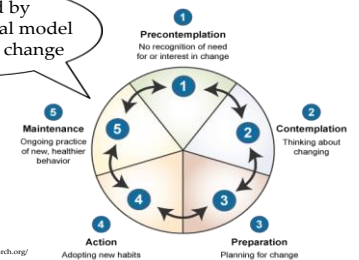 d by
al model
change
1
Precontemplation
No recognition of need
for or interest in change
1
2
3
4
5
2
Contemplation
Thinking about
changing
3
Preparation
Planning for change
4
Action
Adopting new habits
5
Maintenance
Ongoing practice
of new, healthier
behavior
rch.org/